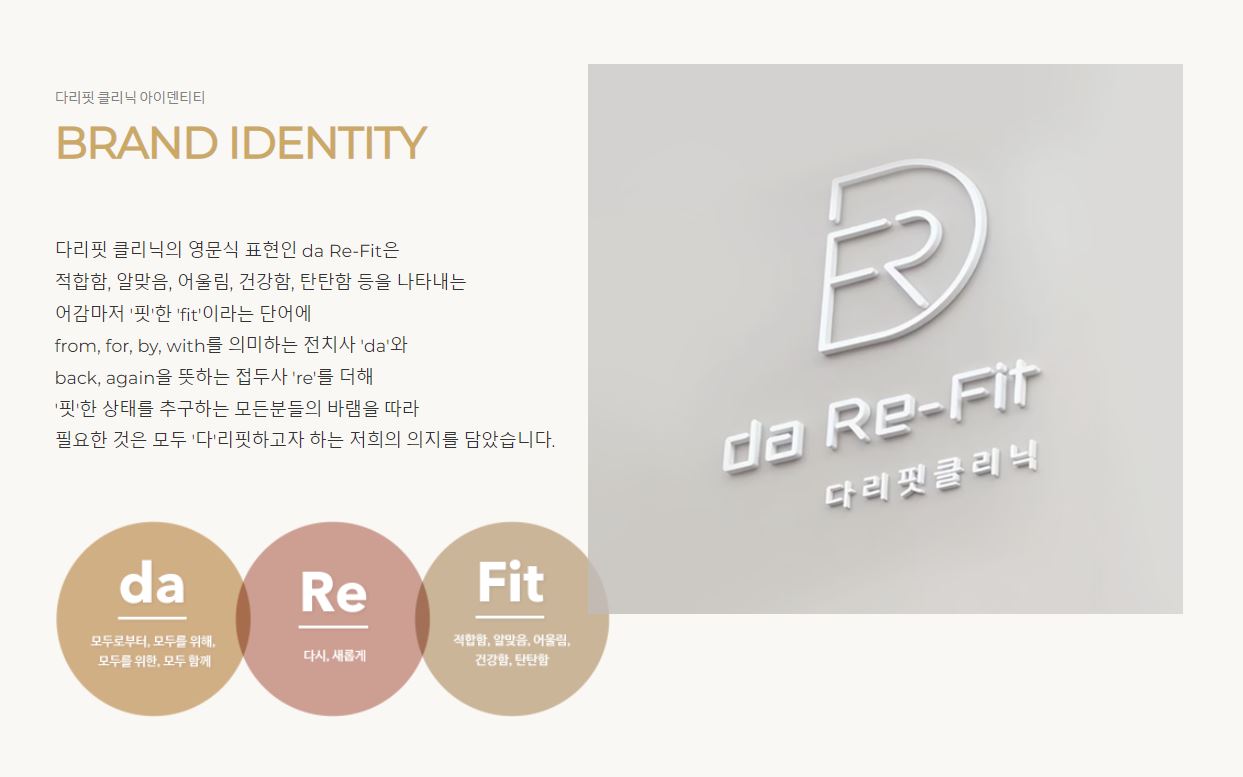 다리핏 클리닉 아이덴티티
BRAND IDENTITY
다리핏 클리닉의 영문식 표현인 da Re-Fit은
적합함, 알맞음, 어울림, 건강함, 탄탄함 등을 나타내는
어감마저 '핏'한 'fit'이라는 단어에
from, for, by, with를 의미하는 전치사 'da'와
back, again을 뜻하는 접두사 're'를 더해
'핏'한 상태를 추구하는 모든분들의 바램을 따라
필요한 것은 모두 '다'리핏하고자 하는 저희의 의지를 담았습니다.
da
모두로부터, 모두를 위해,
모두를 위한, 모두 함께
Re
다시, 새롭게
Fit
적합함, 알맞음, 어울림,
건강함, 탄탄함
da Re-Fit
다리핏클리닉